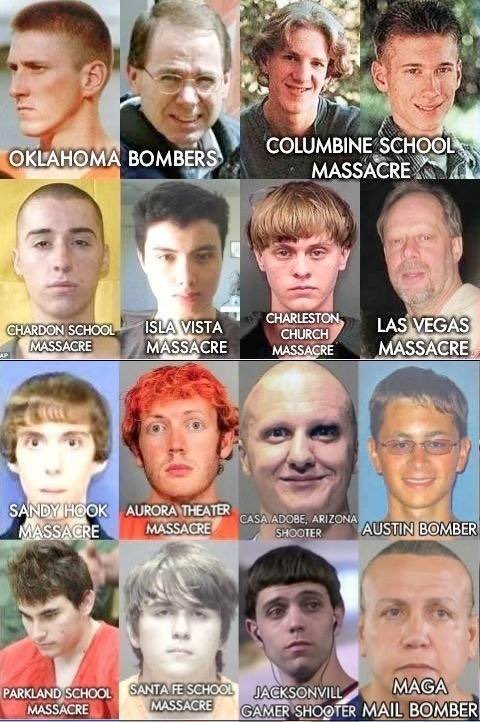 OKLAHOMA BOMBERS
COLUMBINE SCHOOL
MASSACRE
CHARDON SCHOOL
MASSACRE
AP
ISLA VISTA
MASSACRE
CHARLESTON
CHURCH
MASSACRE
LAS VEGAS
MASSACRE
SANDY HOOK
MASSACRE
AURORA THEATER
MASSACRE
CASA ADOBE, ARIZONA
SHOOTER
AUSTIN BOMBER
PARKLAND SCHOOL
MASSACRE
SANTA FE SCHOOL
MASSACRE
JACKSONVILL
GAMER SHOOTER
MAGA
MAIL BOMBER